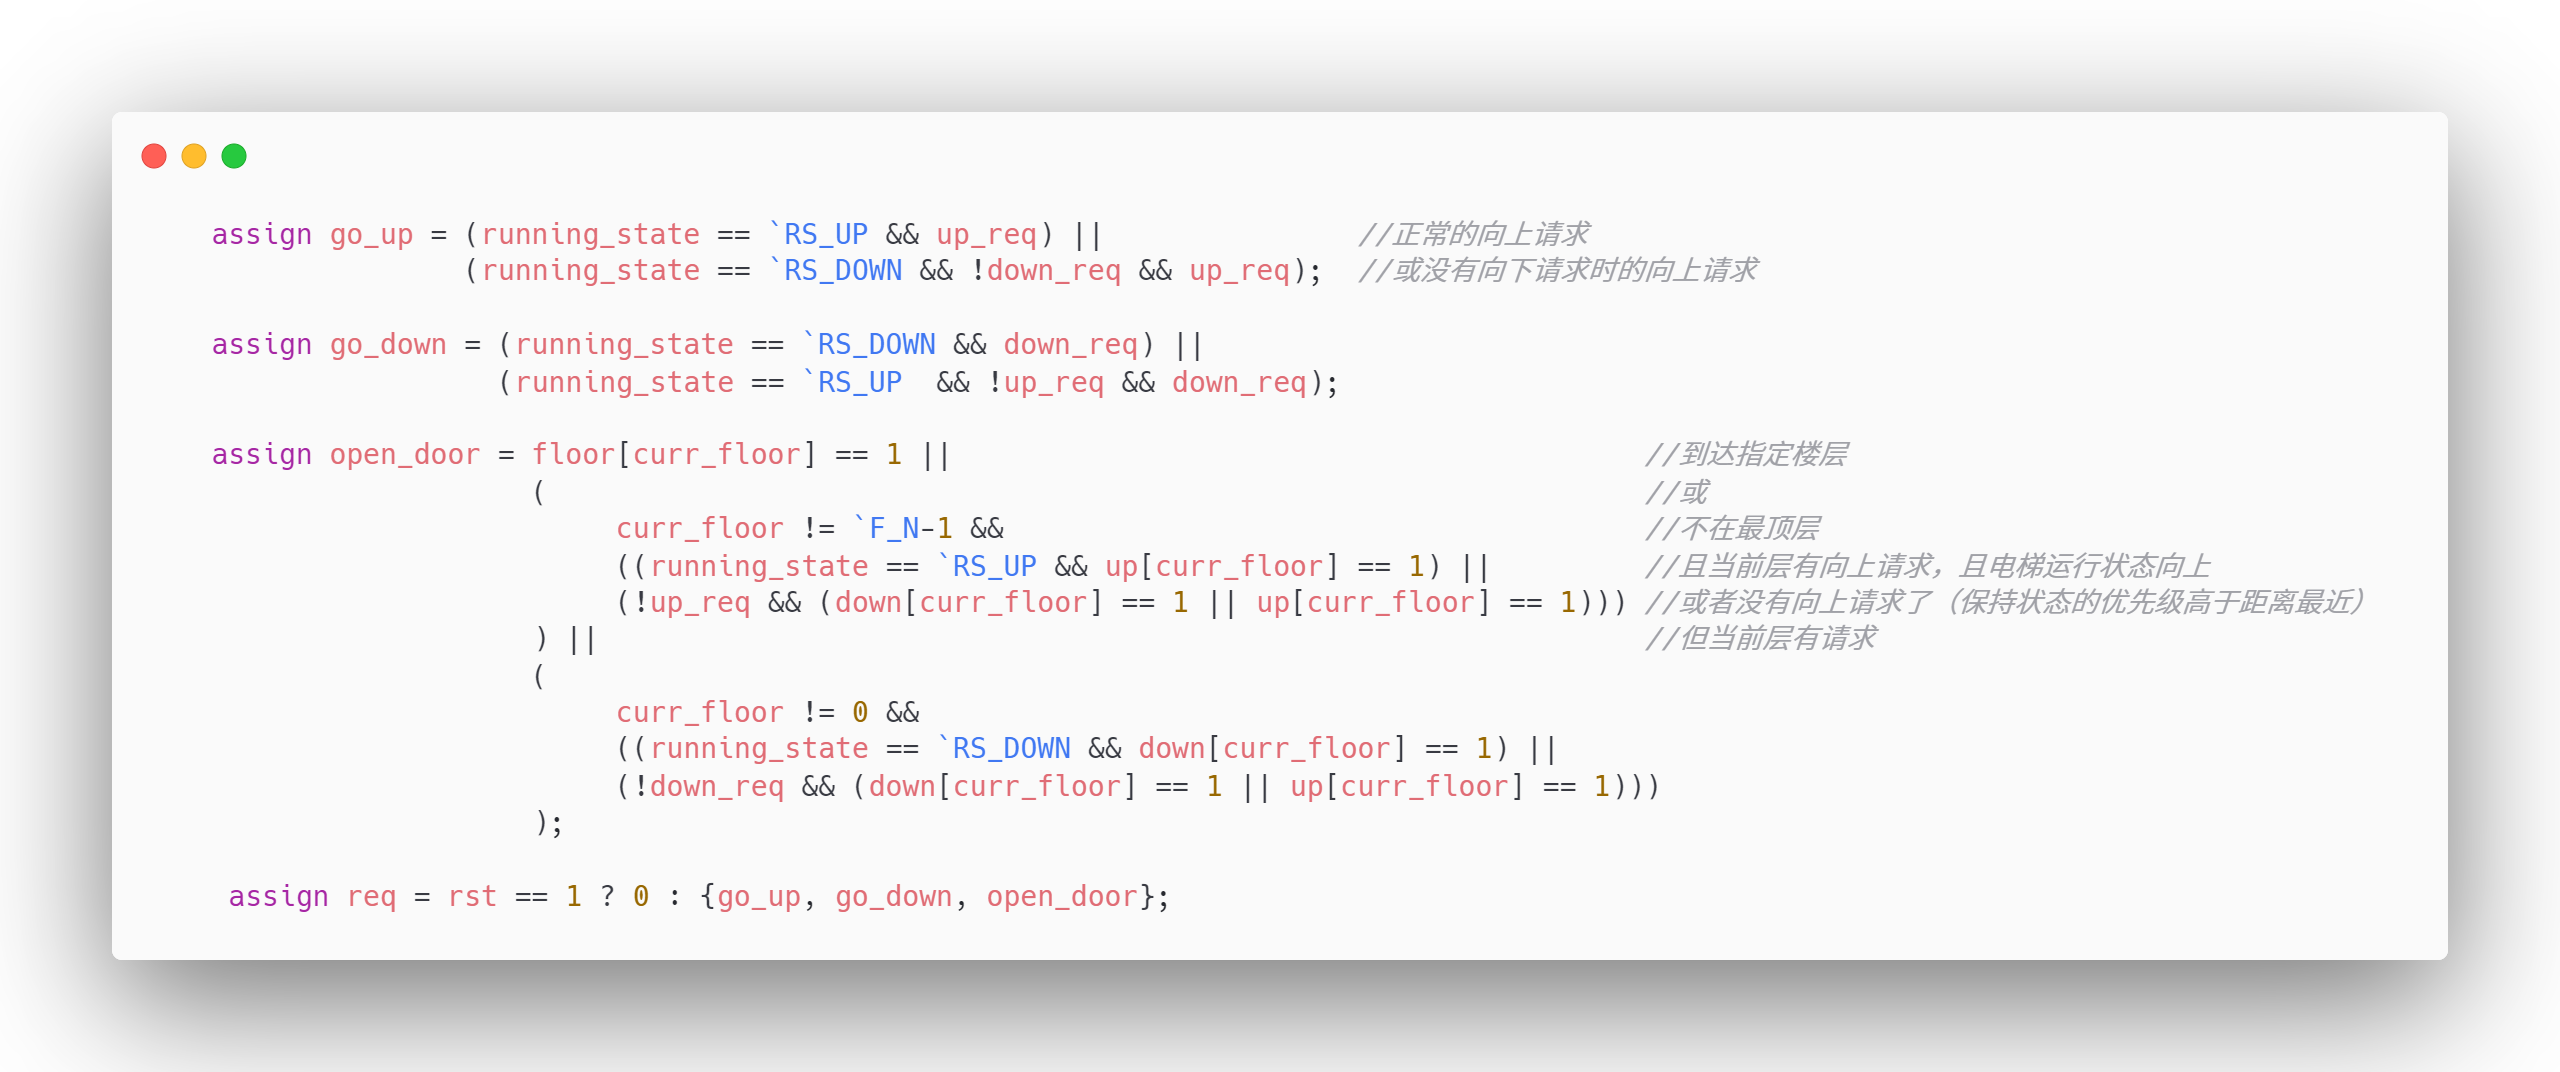 assign go_up = (running_state == `RS_UP && up_req) || //正常的向上请求
(running_state == `RS_DOWN && !down_req && up_req); //或没有向下请求时的向上请求
assign go_down = (running_state == `RS_DOWN && down_req) ||
(running_state == `RS_UP  && !up_req && down_req);
assign open_door = floor[curr_floor] == 1 || //到达指定楼层
( //或
curr_floor != `F_N-1 && //不在最顶层
((running_state == `RS_UP && up[curr_floor] == 1) || //且当前层有向上请求，且电梯运行状态向上
(!up_req && (down[curr_floor] == 1 || up[curr_floor] == 1))) //或者没有向上请求了（保持状态的优先级高于距离最近）
) || //但当前层有请求
(
curr_floor != 0 &&
((running_state == `RS_DOWN && down[curr_floor] == 1) ||
(!down_req && (down[curr_floor] == 1 || up[curr_floor] == 1)))
);
assign req = rst == 1 ? 0 : {go_up, go_down, open_door};